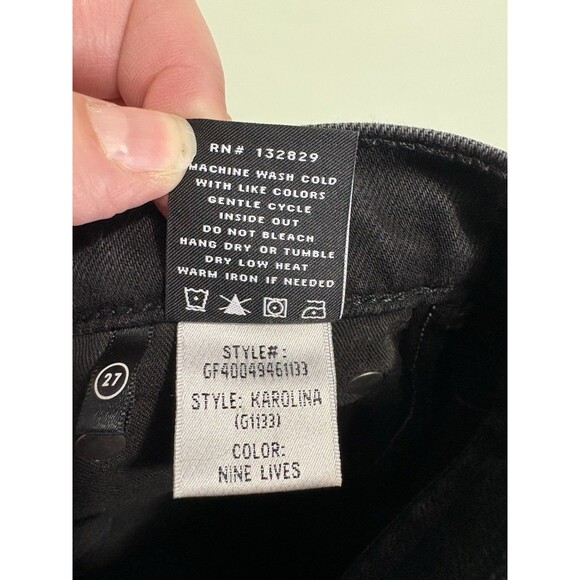 RN# 132829
MACHINE WASH COLD
WITH LIKE COLORS
GENTLE CYCLE
INSIDE OUT
DO NOT BLEACH
HANG DRY OR TUMBLE
DRY LOW HEAT
WARM IRON IF NEEDED
27
STYLE#:
GF40049461133
STYLE: KAROLINA
(G1133)
COLOR:
NINE LIVES